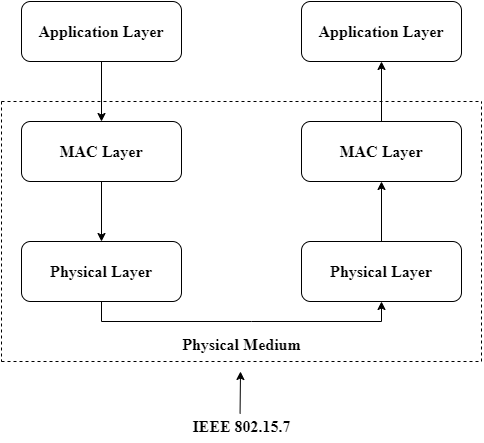 Application Layer
Application Layer
MAC Layer
MAC Layer
Physical Layer
Physical Layer
Physical Medium
IEEE 802.15.7